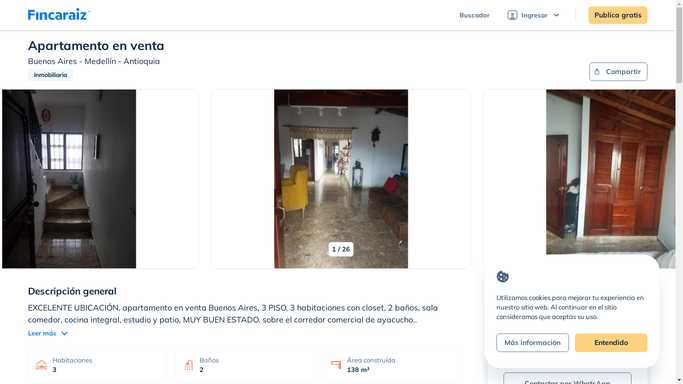 Fincaraiz
Buscador
Ingresar
Publica gratis
Apartamento en venta
Buenos Aires - Medellín - Antioquia
Inmobiliaria
Compartir
1 / 26
Descripción general
EXCELENTE UBICACIÓN, apartamento en venta Buenos Aires, 3 PISO, 3 habitaciones con closet, 2 baños, sala
comedor, cocina integral, estudio y patio, MUY BUEN ESTADO, sobre el corredor comercial de ayacucho..
Leer más
Habitaciones
3
Baños
2
Área construída
138 m²
Utilizamos cookies para mejorar tu experiencia en
nuestro sitio web. Al continuar en el sitio
consideramos que aceptas su uso.
Más información
Entendido
Contactar por WhatsApp